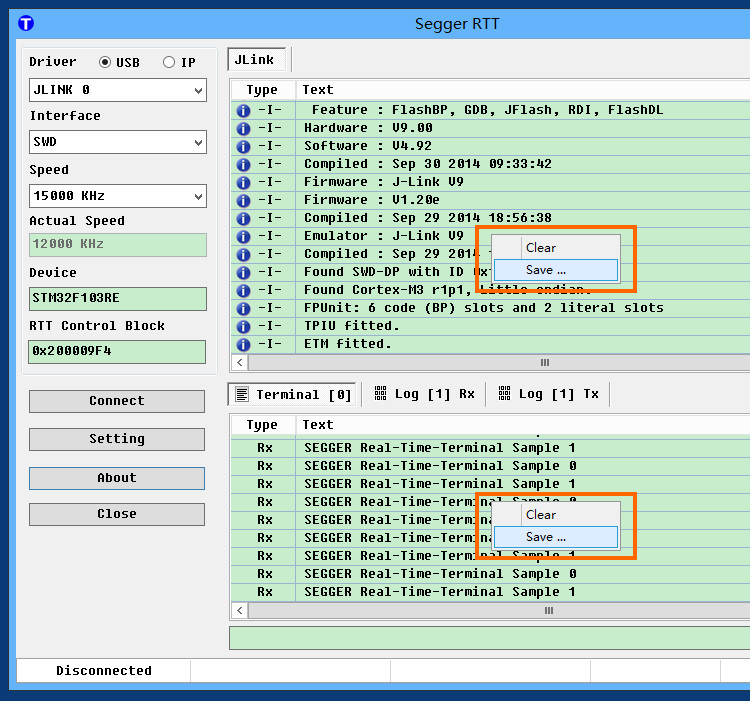 T
Segger RTT
Driver USB IP
JLINK 0
Interface
SWD
Speed
15000 KHz
Actual Speed
12000 KHz
Device
STM32F103RE
RTT Control Block
0x200009F4
Connect
Setting
About
Close
JLink
Type Text
-I- Feature : FlashBP, GDB, JFlash, RDI, FlashDL
-I- Hardware : V9.00
-I- Software : V4.92
-I- Compiled : Sep 30 2014 09:33:42
-I- Firmware : J-Link V9
-I- Firmware : V1.20e
-I- Compiled : Sep 29 2014 18:56:38
-I- Emulator : J-Link V9
-I- Compiled : Sep 29 2014
-I- Found SWD-DP with ID
-I- Found Cortex-M3 r1p1, Little endian.
-I- FPUnit: 6 code (BP) slots and 2 literal slots
-I- TPIU fitted.
-I- ETM fitted.
Clear
Save ...
Terminal [0] Log [1] Rx Log [1] Tx
Type Text
Rx SEGGER Real-Time-Terminal Sample 1
Rx SEGGER Real-Time-Terminal Sample 0
Rx SEGGER Real-Time-Terminal Sample 1
Rx SEGGER Real-Time-Terminal Sample 0
Rx SEGGER Real-Time-Termina
Rx SEGGER Real-Time-Termina
Rx SEGGER Real-Time-Terminal Sample 1
Rx SEGGER Real-Time-Terminal Sample 0
Rx SEGGER Real-Time-Terminal Sample 1
Clear
Save ...
Disconnected